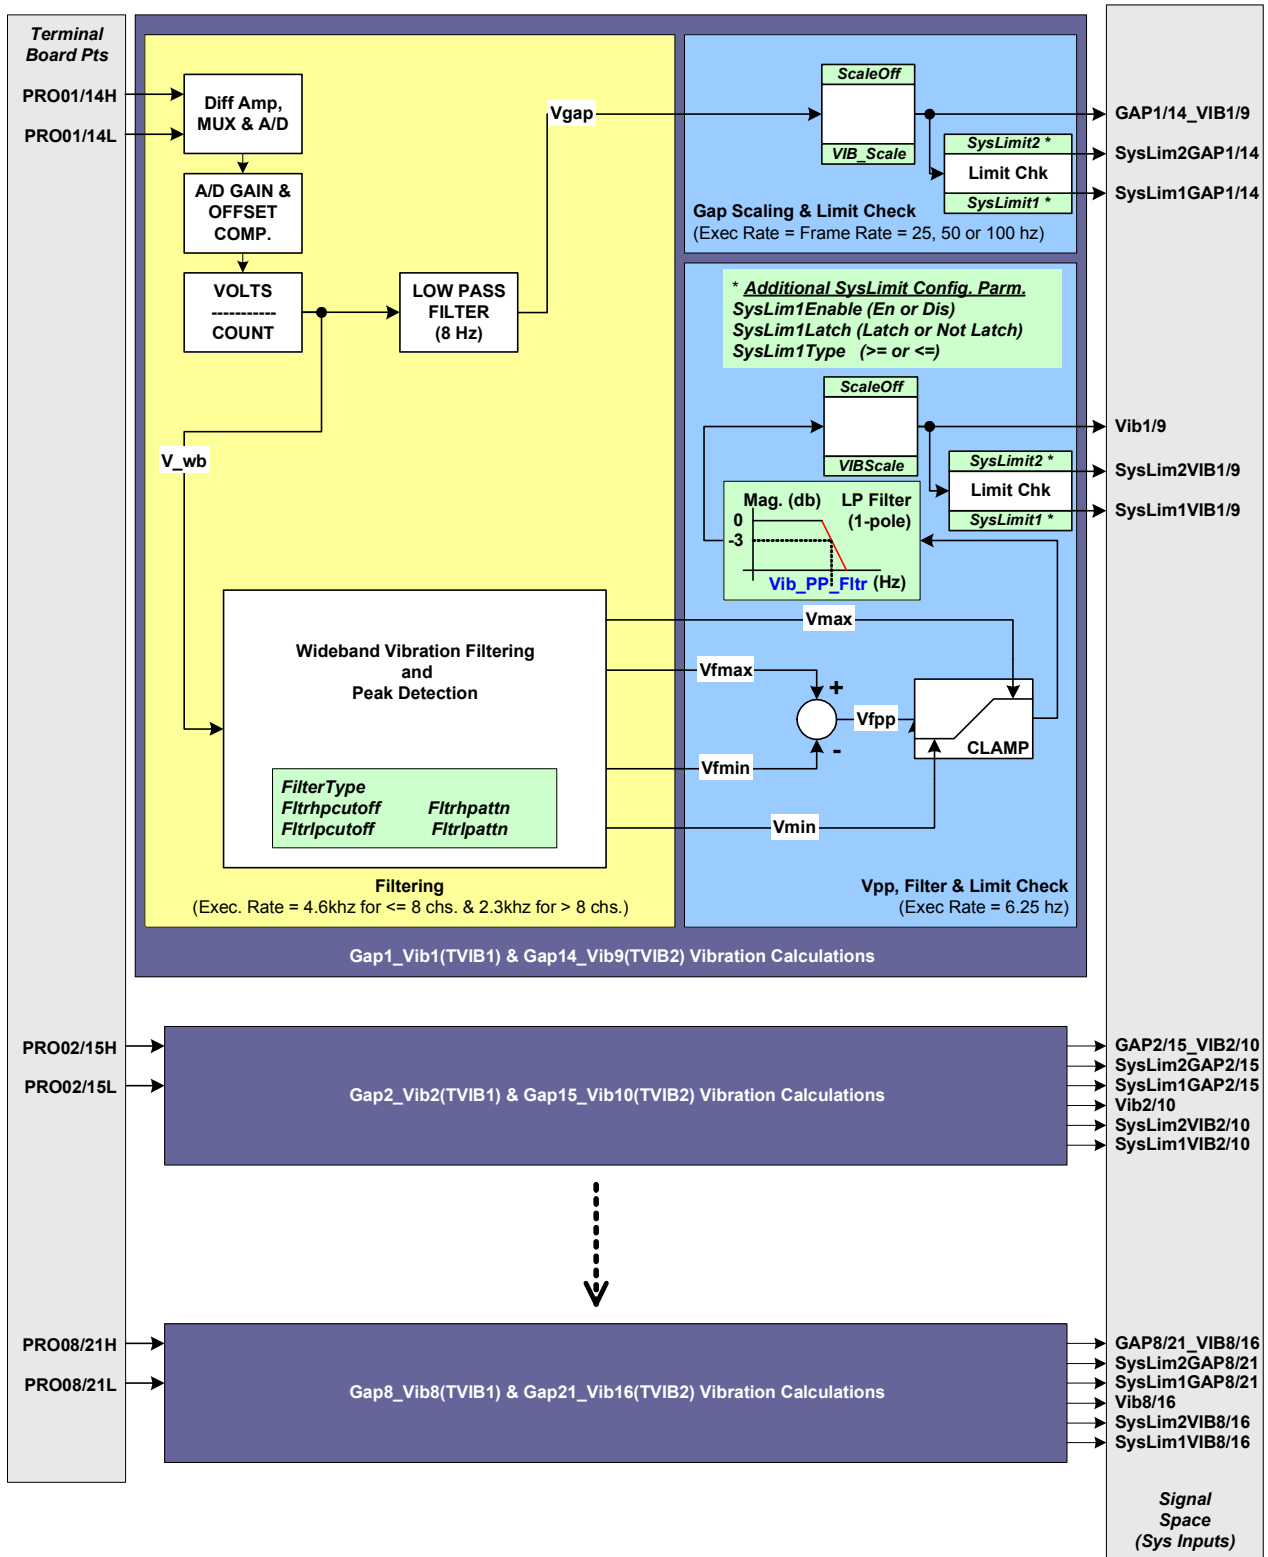 Terminal
Board Pts
PRO01/14H
PRO01/14L
Diff Amp,
MUX & A/D
A/D GAIN &
OFFSET
COMP.
VOLTS
-----------
COUNT
LOW PASS
FILTER
(8 Hz)
Vgap
V_wb
ScaleOff
VIB_Scale
SysLimit2 *
Limit Chk
SysLimit1 *
Gap Scaling & Limit Check
(Exec Rate = Frame Rate = 25, 50 or 100 hz)
GAP1/14_VIB1/9
SysLim2GAP1/14
SysLim1GAP1/14
* Additional SysLimit Config. Parm.
SysLim1Enable (En or Dis)
SysLim1Latch (Latch or Not Latch)
SysLim1Type (>= or <=)
ScaleOff
VIBScale
SysLimit2 *
Limit Chk
SysLimit1 *
Vib1/9
SysLim2VIB1/9
SysLim1VIB1/9
Mag. (db) LP Filter
0 (1-pole)
-3
Vib_PP_Fltr (Hz)
Wideband Vibration Filtering
and
Peak Detection
FilterType
Fltrhpcutoff Fltrhpattn
Fltrlpcutoff Fltrlpattn
Vmax
Vfmax
+
Vfpp
-
Vfmin
Vmin
CLAMP
Filtering
(Exec. Rate = 4.6khz for <= 8 chs. & 2.3khz for > 8 chs.)
Vpp, Filter & Limit Check
(Exec Rate = 6.25 hz)
Gap1_Vib1(TVIB1) & Gap14_Vib9(TVIB2) Vibration Calculations
PRO02/15H
PRO02/15L
Gap2_Vib2(TVIB1) & Gap15_Vib10(TVIB2) Vibration Calculations
GAP2/15_VIB2/10
SysLim2GAP2/15
SysLim1GAP2/15
Vib2/10
SysLim2VIB2/10
SysLim1VIB2/10
PRO08/21H
PRO08/21L
Gap8_Vib8(TVIB1) & Gap21_Vib16(TVIB2) Vibration Calculations
GAP8/21_VIB8/16
SysLim2GAP8/21
SysLim1GAP8/21
Vib8/16
SysLim2VIB8/16
SysLim1VIB8/16
Signal
Space
(Sys Inputs)